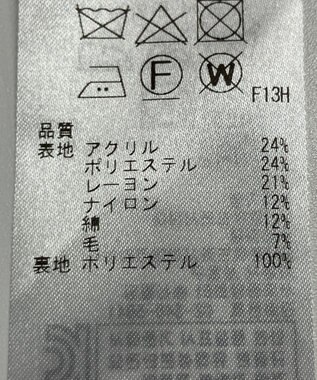 F W F13H
品質
表地 アクリル 24%
ポリエステル 24%
レーヨン 21%
ナイロン 12%
綿 12%
毛 7%
裏地 ポリエステル 100%